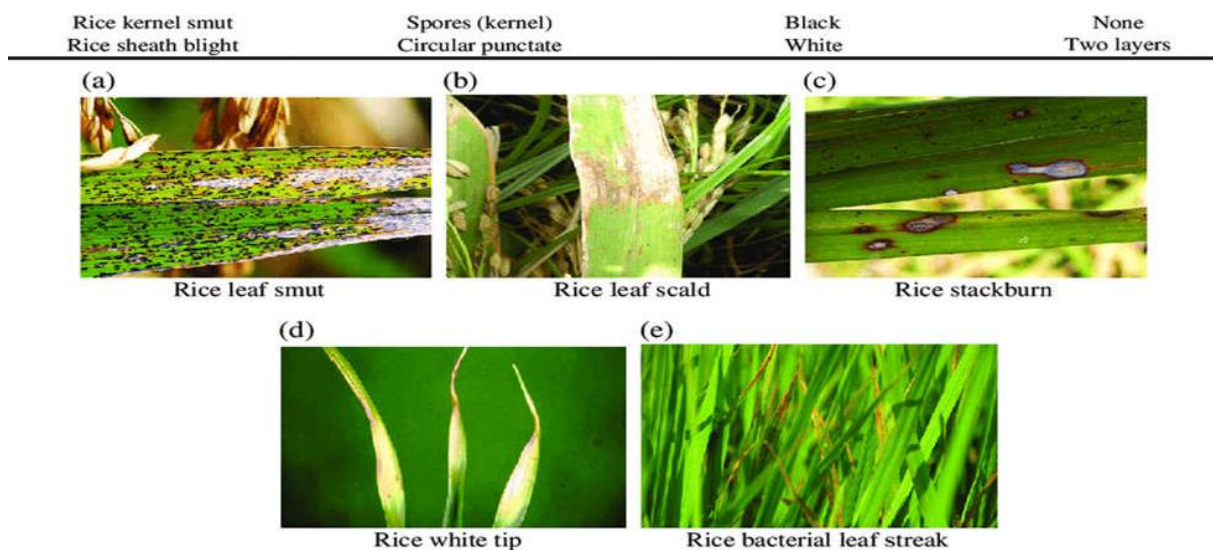 Rice kernel smut Spores (kernel) Black None
Rice sheath blight Circular punctate White Two layers
(a) (b) (c)
Rice leaf smut Rice leaf scald Rice stackburn
(d) (e)
Rice white tip Rice bacterial leaf streak